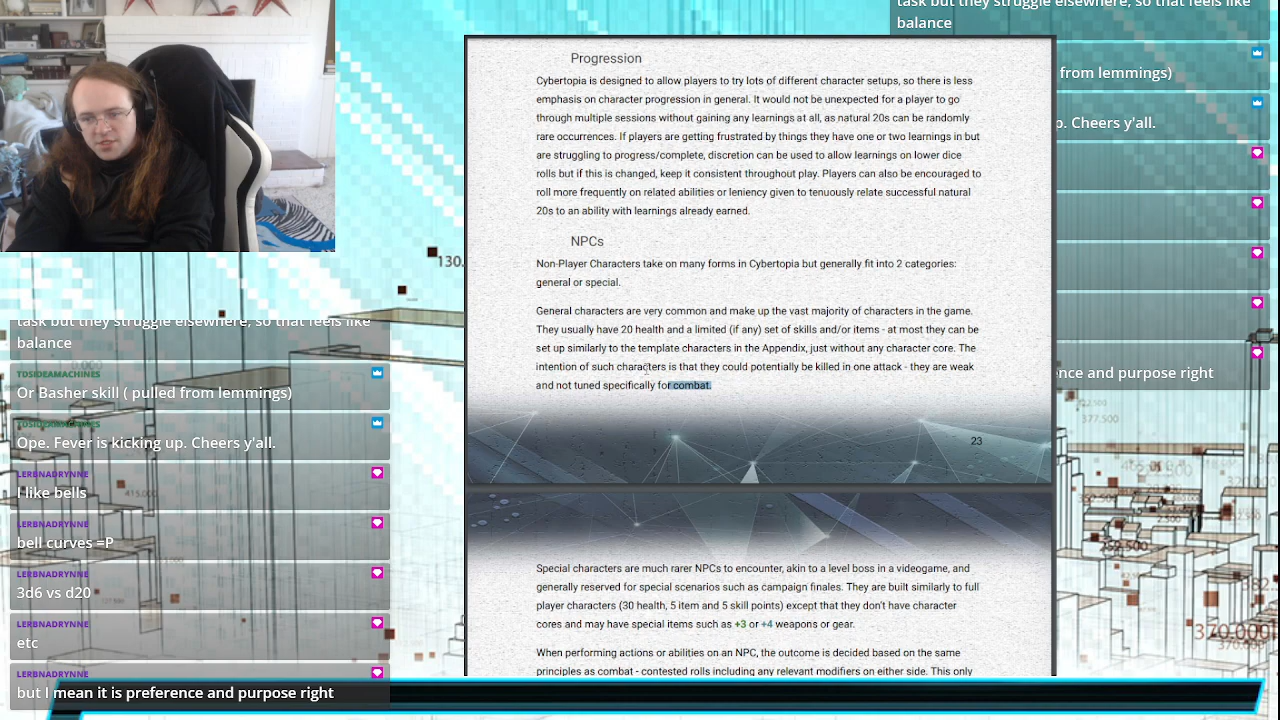 task but they struggle elsewhere, so that feels like
balance
from lemmings)
. Cheers y'all.
ence and purpose right
Progression
Cybertopia is designed to allow players to try lots of different character setups, so there is less
emphasis on character progression in general. It would not be unexpected for a player to go
through multiple sessions without gaining any learnings at all, as natural 20s can be randomly
rare occurrences. If players are getting frustrated by things they have one or two learnings in but
are struggling to progress/complete, discretion can be used to allow learnings on lower dice
rolls but if this is changed, keep it consistent throughout play. Players can also be encouraged to
roll more frequently on related abilities or leniency given to tenuously relate successful natural
20s to an ability with learnings already earned.
NPCs
Non-Player Characters take on many forms in Cybertopia but generally fit into 2 categories:
general or special.
General characters are very common and make up the vast majority of characters in the game.
They usually have 20 health and a limited (if any) set of skills and/or items - at most they can be
set up similarly to the template characters in the Appendix, just without any character core. The
intention of such characters is that they could potentially be killed in one attack - they are weak
and not tuned specifically for combat.
23
Special characters are much rarer NPCs to encounter, akin to a level boss in a videogame, and
generally reserved for special scenarios such as campaign finales. They are built similarly to full
player characters (30 health, 5 item and 5 skill points) except that they don't have character
cores and may have special items such as +3 or +4 weapons or gear.
When performing actions or abilities on an NPC, the outcome is decided based on the same
principles as combat - contested rolls including any relevant modifiers on either side. This only
task but they struggle elsewhere, so that feels like
balance
TDSIDEAMACHINES
Or Basher skill ( pulled from lemmings)
TDSIDEAMACHINES
Ope. Fever is kicking up. Cheers y'all.
LERBNADRYNNE
I like bells
LERBNADRYNNE
bell curves =P
LERBNADRYNNE
3d6 vs d20
LERBNADRYNNE
etc
LERBNADRYNNE
but I mean it is preference and purpose right
130.
415.000
377.500
370.000